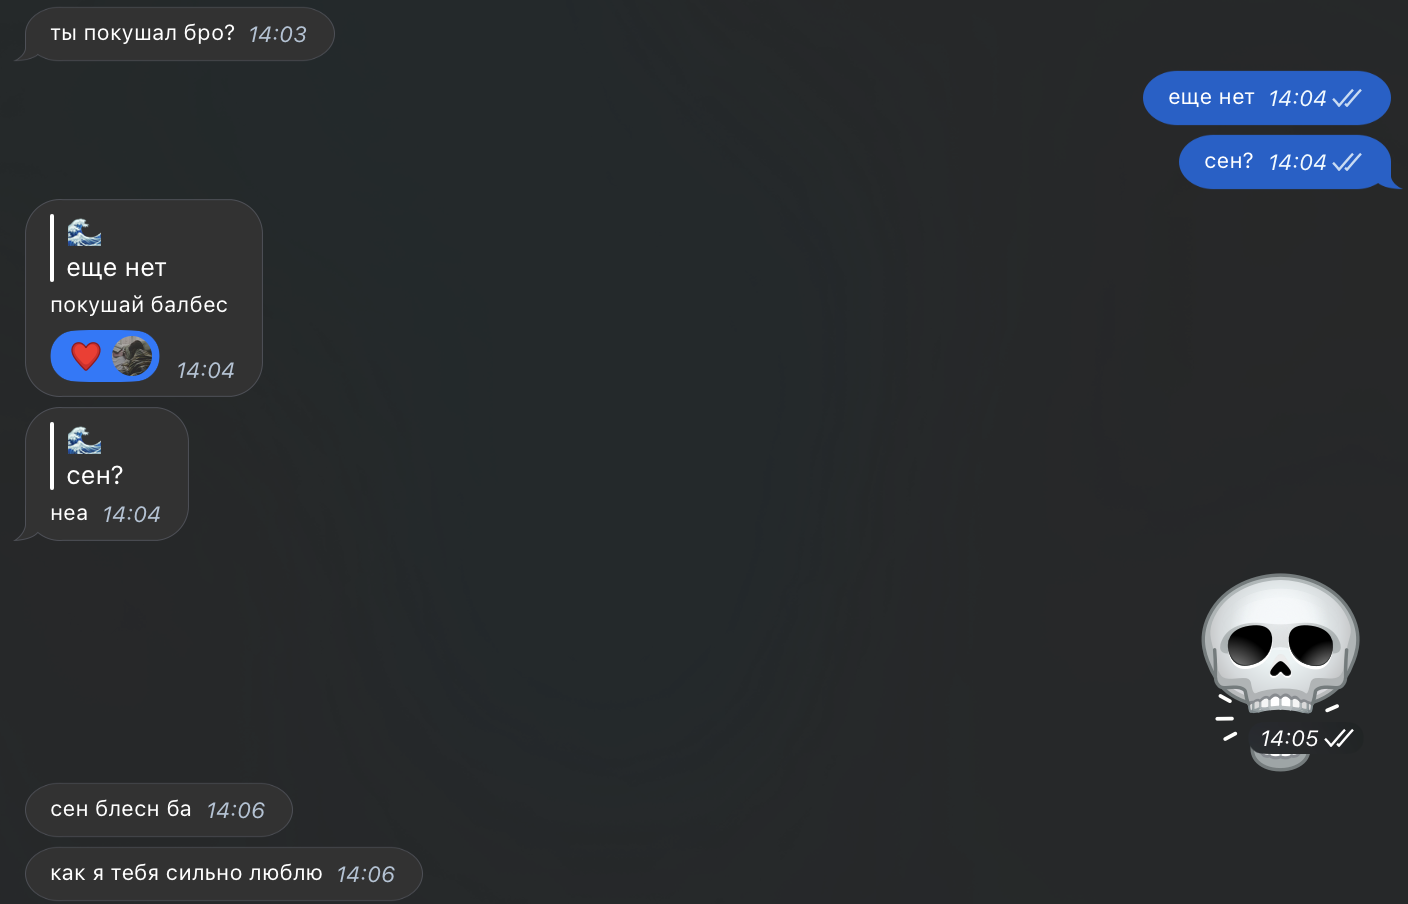 ты покушал бро? 14:03
еще нет 14:04
сен? 14:04
еще нет
покушай балбес
14:04
сен?
неа 14:04
14:05
сен блесн ба 14:06
как я тебя сильно люблю 14:06